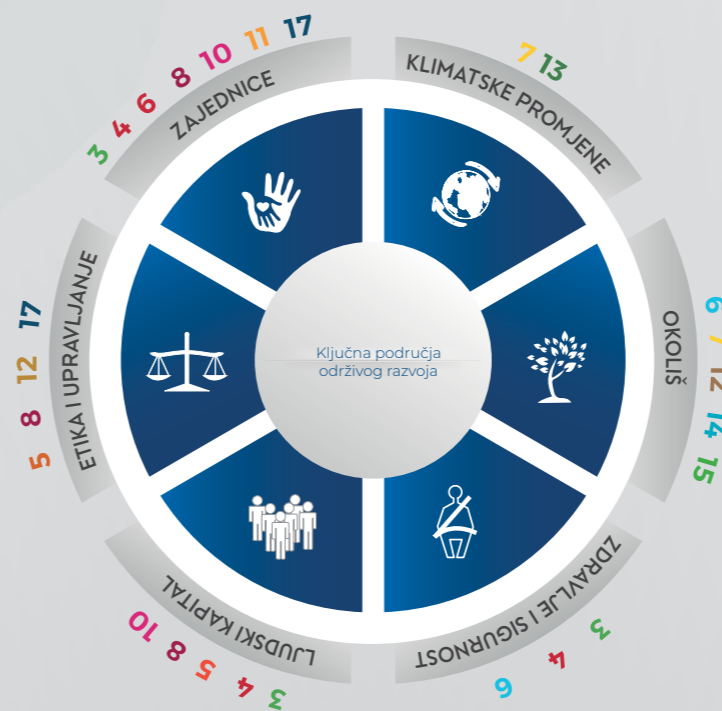 Ključna područja
održivog razvoja
KLIMATSKE PROMJENE
7 13
OKOLIŠ
6 7 12 14 15
ZDRAVLJE I SIGURNOST
3 4 6
LJUDSKI KAPITAL
3 4 5 8 10
ETIKA I UPRAVLJANJE
5 8 12 17
ZAJEDNICE
3 4 6 8 10 11 17